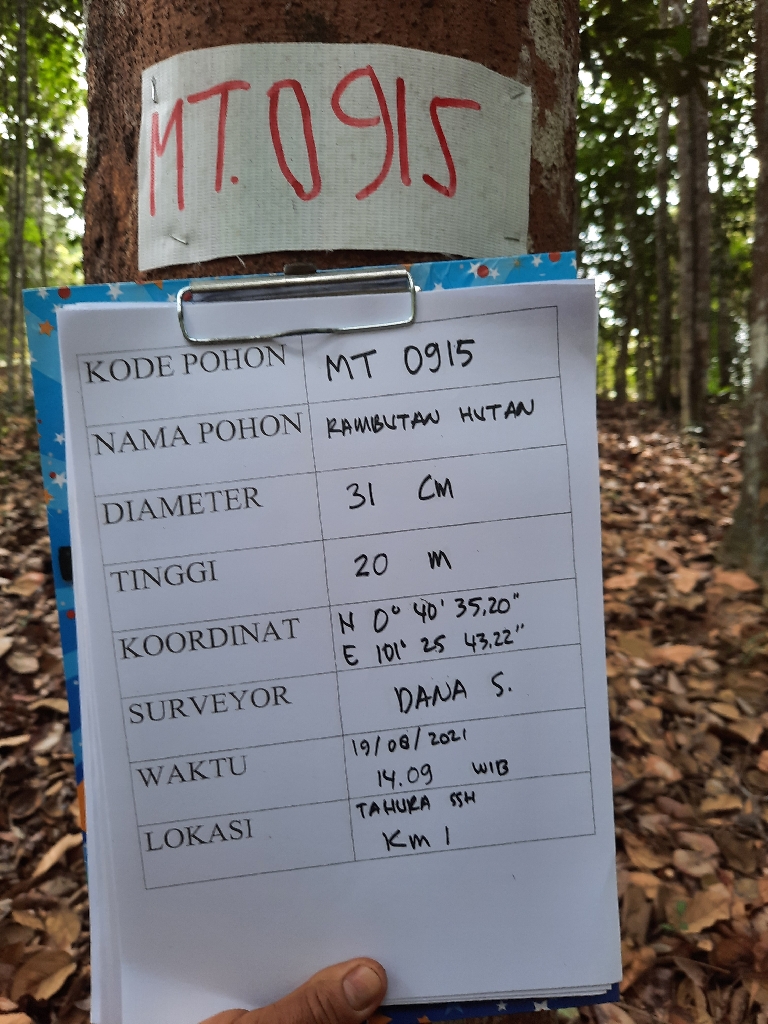 MT.0915
KODE POHON MT 0915
NAMA POHON RAMBUTAN HUTAN
DIAMETER 31 CM
TINGGI 20 M
KOORDINAT N 0° 40' 35,20"
E 101° 25 43,22"
SURVEYOR DANA S.
WAKTU 19/08/2021
14.09 WIB
LOKASI TAHURA SSH
KM 1